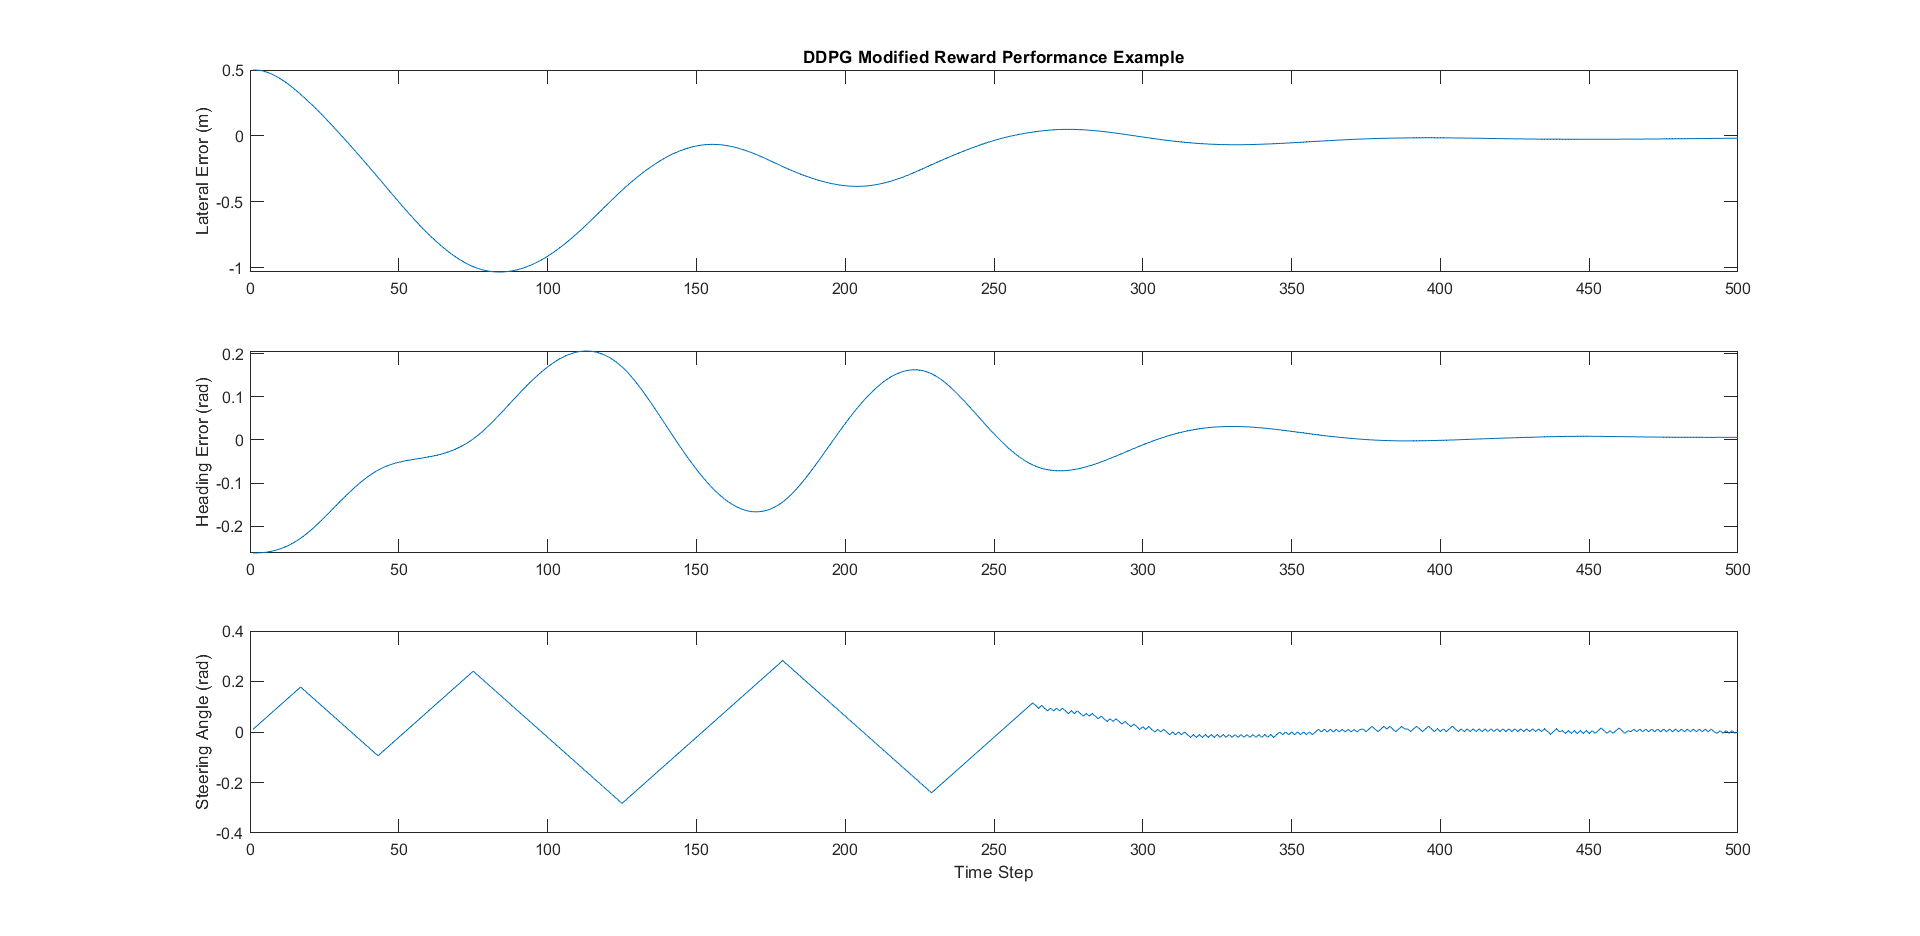 DDPG Modified Reward Performance Example
0.5
0
-0.5
-1
Lateral Error (m)
0 50 100 150 200 250 300 350 400 450 500
0.2
0.1
0
-0.1
-0.2
Heading Error (rad)
0 50 100 150 200 250 300 350 400 450 500
0.4
0.2
0
-0.2
-0.4
Steering Angle (rad)
0 50 100 150 200 250 300 350 400 450 500
Time Step